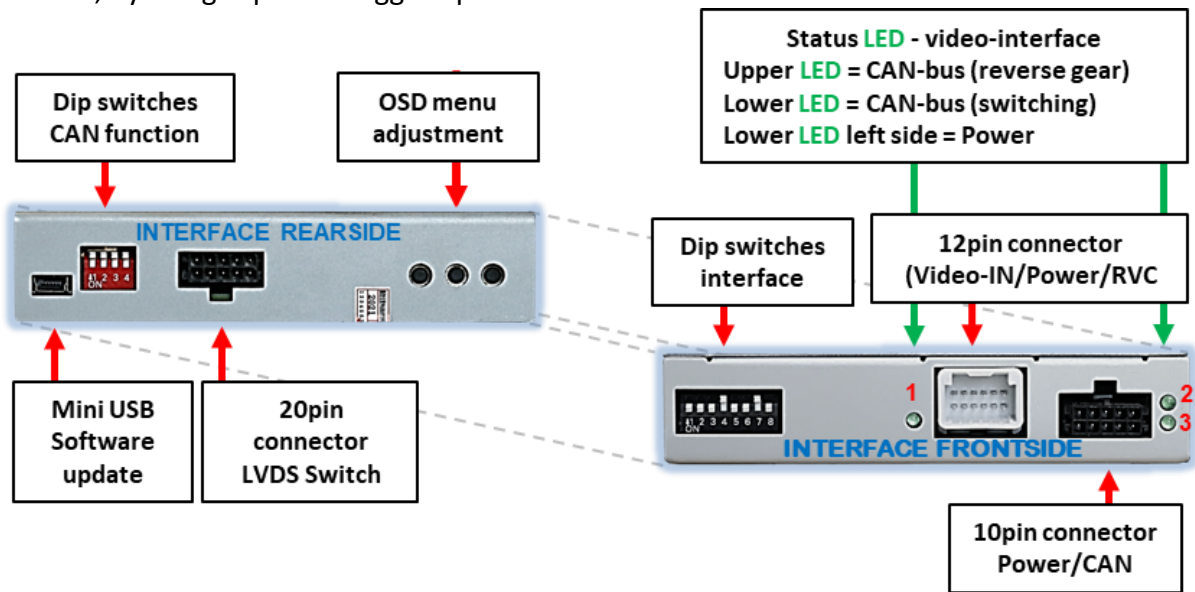 Status LED - video-interface
Upper LED = CAN-bus (reverse gear)
Lower LED = CAN-bus (switching)
Lower LED left side = Power
Dip switches
CAN function
OSD menu
adjustment
INTERFACE REARSIDE
1 2 3 4
ON
2021
Dip switches
interface
12pin connector
(Video-IN/Power/RVC
Mini USB
Software
update
20pin
connector
LVDS Switch
1 2 3 4 5 6 7 8
ON
1
2
3
INTERFACE FRONTSIDE
10pin connector
Power/CAN